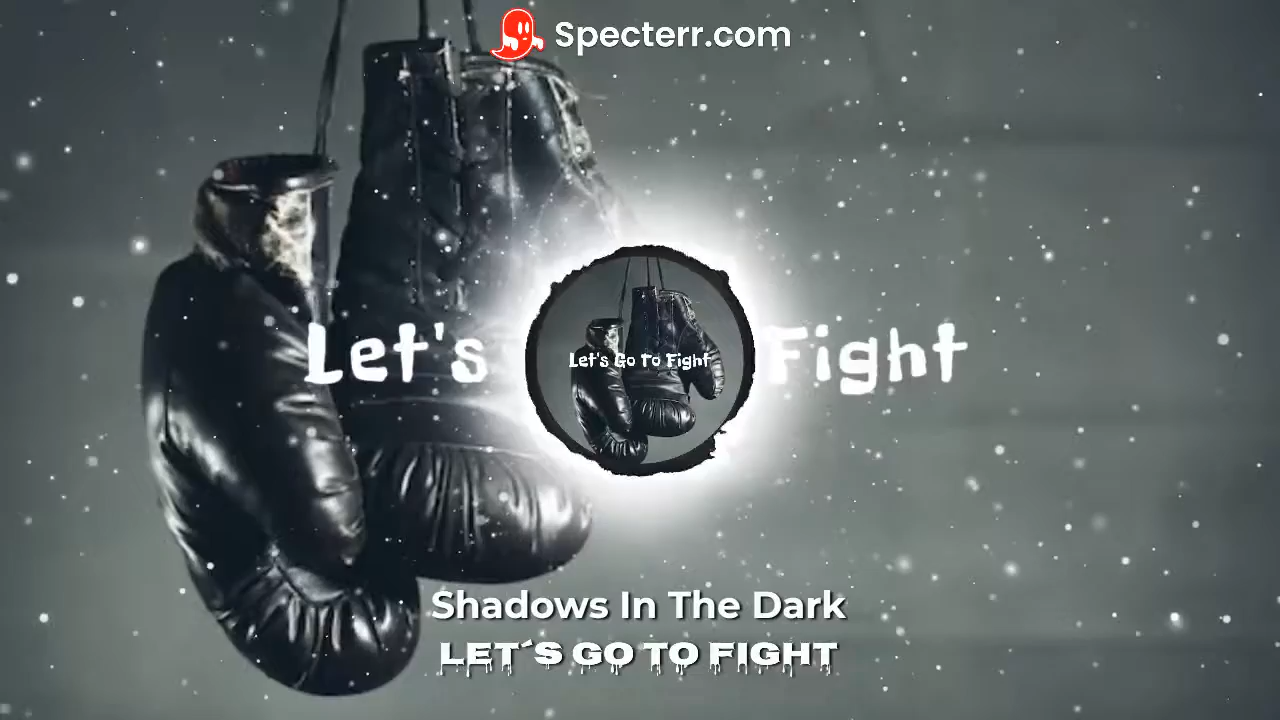 Specterr.com
Let's Fight
Let's Go To Fight
Shadows In The Dark
LET´S GO TO FIGHT